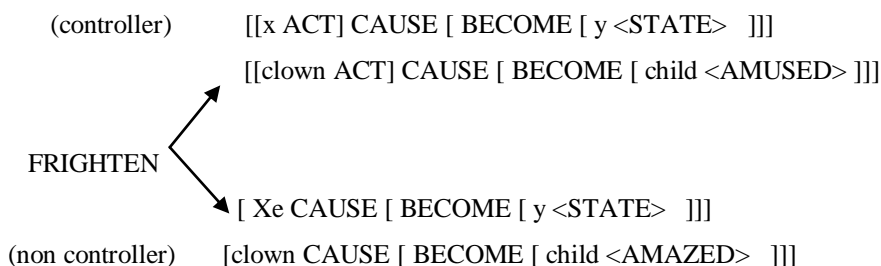 (controller) [[x ACT] CAUSE [ BECOME [ y <STATE> ]]]
[[clown ACT] CAUSE [ BECOME [ child <AMUSED> ]]]
FRIGHTEN
[ Xe CAUSE [ BECOME [ y <STATE> ]]]
(non controller) [clown CAUSE [ BECOME [ child <AMAZED> ]]]